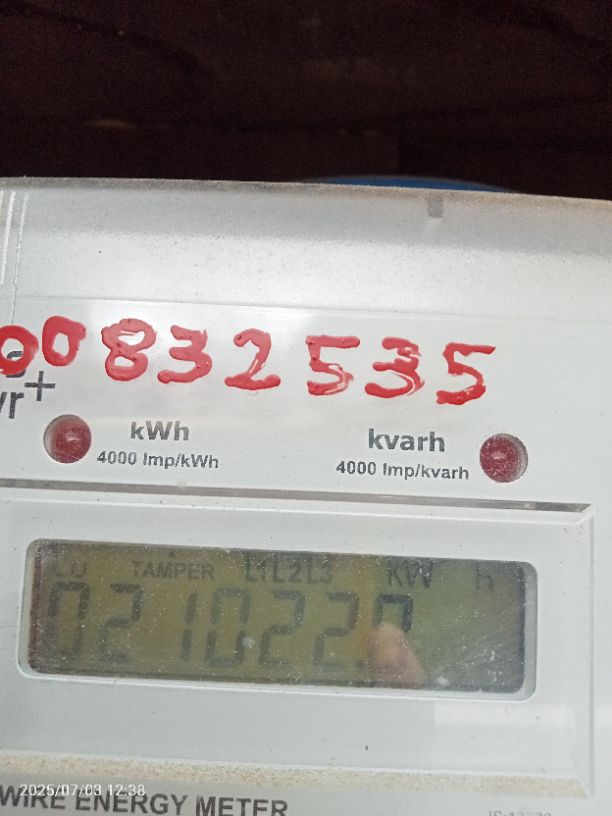 00832535
+
kWh
4000 Imp/kWh
kvarh
4000 Imp/kvarh
TAMPER L1L2L3 KW h
021022.
2025/07/03 12:38
WIRE ENERGY METER